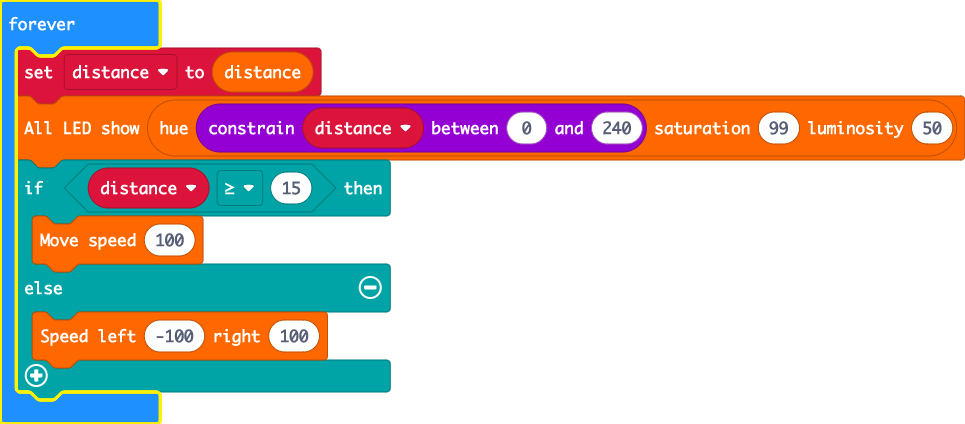 forever
set distance to distance
All LED show hue constrain distance between 0 and 240 saturation 99 luminosity 50
if distance ≥ 15 then
Move speed 100
else
Speed left -100 right 100